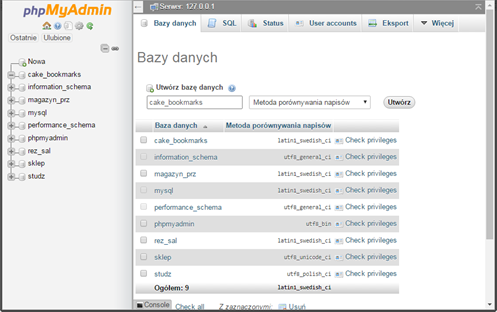 phpMyAdmin
Ostatnie Ulubione
Nowa
cake_bookmarks
information_schema
magazyn_prz
mysql
performance_schema
phpmyadmin
rez_sal
sklep
studz
Serwer: 127.0.0.1
Bazy danych SQL Status User accounts Eksport Więcej
Bazy danych
Utwórz bazę danych
cake_bookmarks Metoda porównywania napisów Utwórz
Baza danych Metoda porównywania napisów
cake_bookmarks latin1_swedish_ci Check privileges
information_schema utf8_general_ci Check privileges
magazyn_prz latin1_swedish_ci Check privileges
mysql latin1_swedish_ci Check privileges
performance_schema utf8_general_ci Check privileges
phpmyadmin utf8_bin Check privileges
rez_sal latin1_swedish_ci Check privileges
sklep utf8_unicode_ci Check privileges
studz utf8_polish_ci Check privileges
Ogółem: 9 latin1_swedish_ci
Console Check all Z zaznaczonymi: Usuń